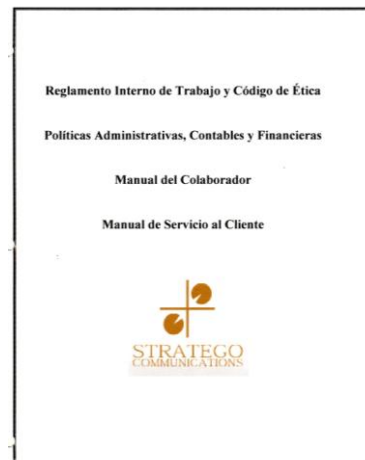 Reglamento Interno de Trabajo y Código de Ética
Políticas Administrativas, Contables y Financieras
Manual del Colaborador
Manual de Servicio al Cliente
STRATEGO
COMMUNICATIONS